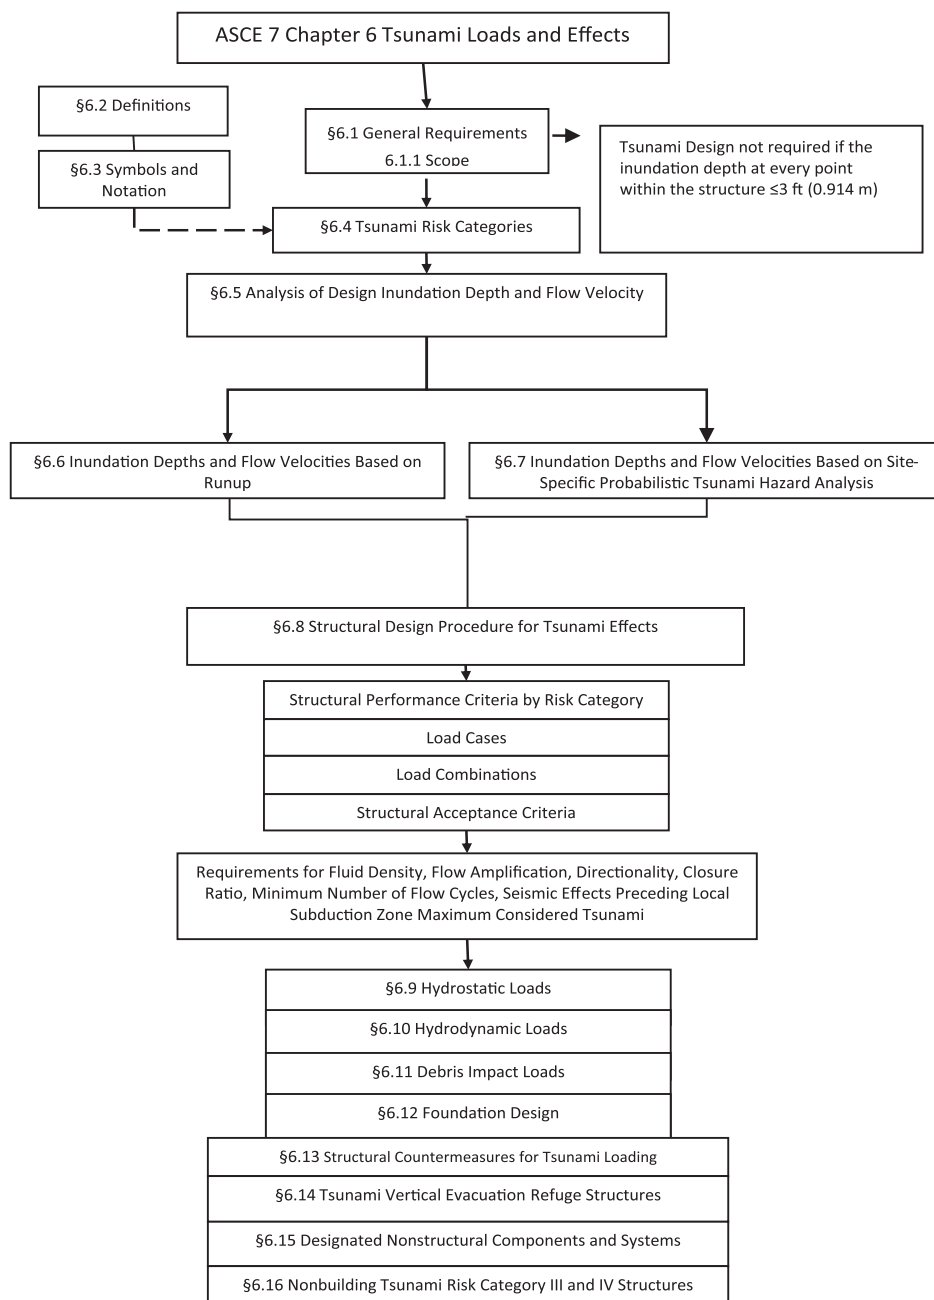 ASCE 7 Chapter 6 Tsunami Loads and Effects
§6.2 Definitions
§6.3 Symbols and
Notation
§6.1 General Requirements
6.1.1 Scope
Tsunami Design not required if the
inundation depth at every point
within the structure ≤3 ft (0.914 m)
§6.4 Tsunami Risk Categories
§6.5 Analysis of Design Inundation Depth and Flow Velocity
§6.6 Inundation Depths and Flow Velocities Based on
Runup
§6.7 Inundation Depths and Flow Velocities Based on Site-
Specific Probabilistic Tsunami Hazard Analysis
§6.8 Structural Design Procedure for Tsunami Effects
Structural Performance Criteria by Risk Category
Load Cases
Load Combinations
Structural Acceptance Criteria
Requirements for Fluid Density, Flow Amplification, Directionality, Closure
Ratio, Minimum Number of Flow Cycles, Seismic Effects Preceding Local
Subduction Zone Maximum Considered Tsunami
§6.9 Hydrostatic Loads
§6.10 Hydrodynamic Loads
§6.11 Debris Impact Loads
§6.12 Foundation Design
§6.13 Structural Countermeasures for Tsunami Loading
§6.14 Tsunami Vertical Evacuation Refuge Structures
§6.15 Designated Nonstructural Components and Systems
§6.16 Nonbuilding Tsunami Risk Category III and IV Structures